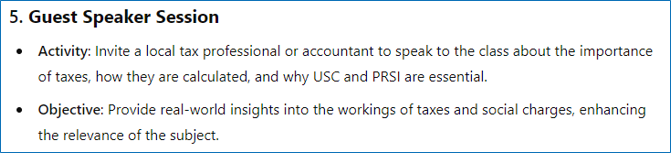 5. Guest Speaker Session
• Activity: Invite a local tax professional or accountant to speak to the class about the importance
of taxes, how they are calculated, and why USC and PRSI are essential.
• Objective: Provide real-world insights into the workings of taxes and social charges, enhancing
the relevance of the subject.